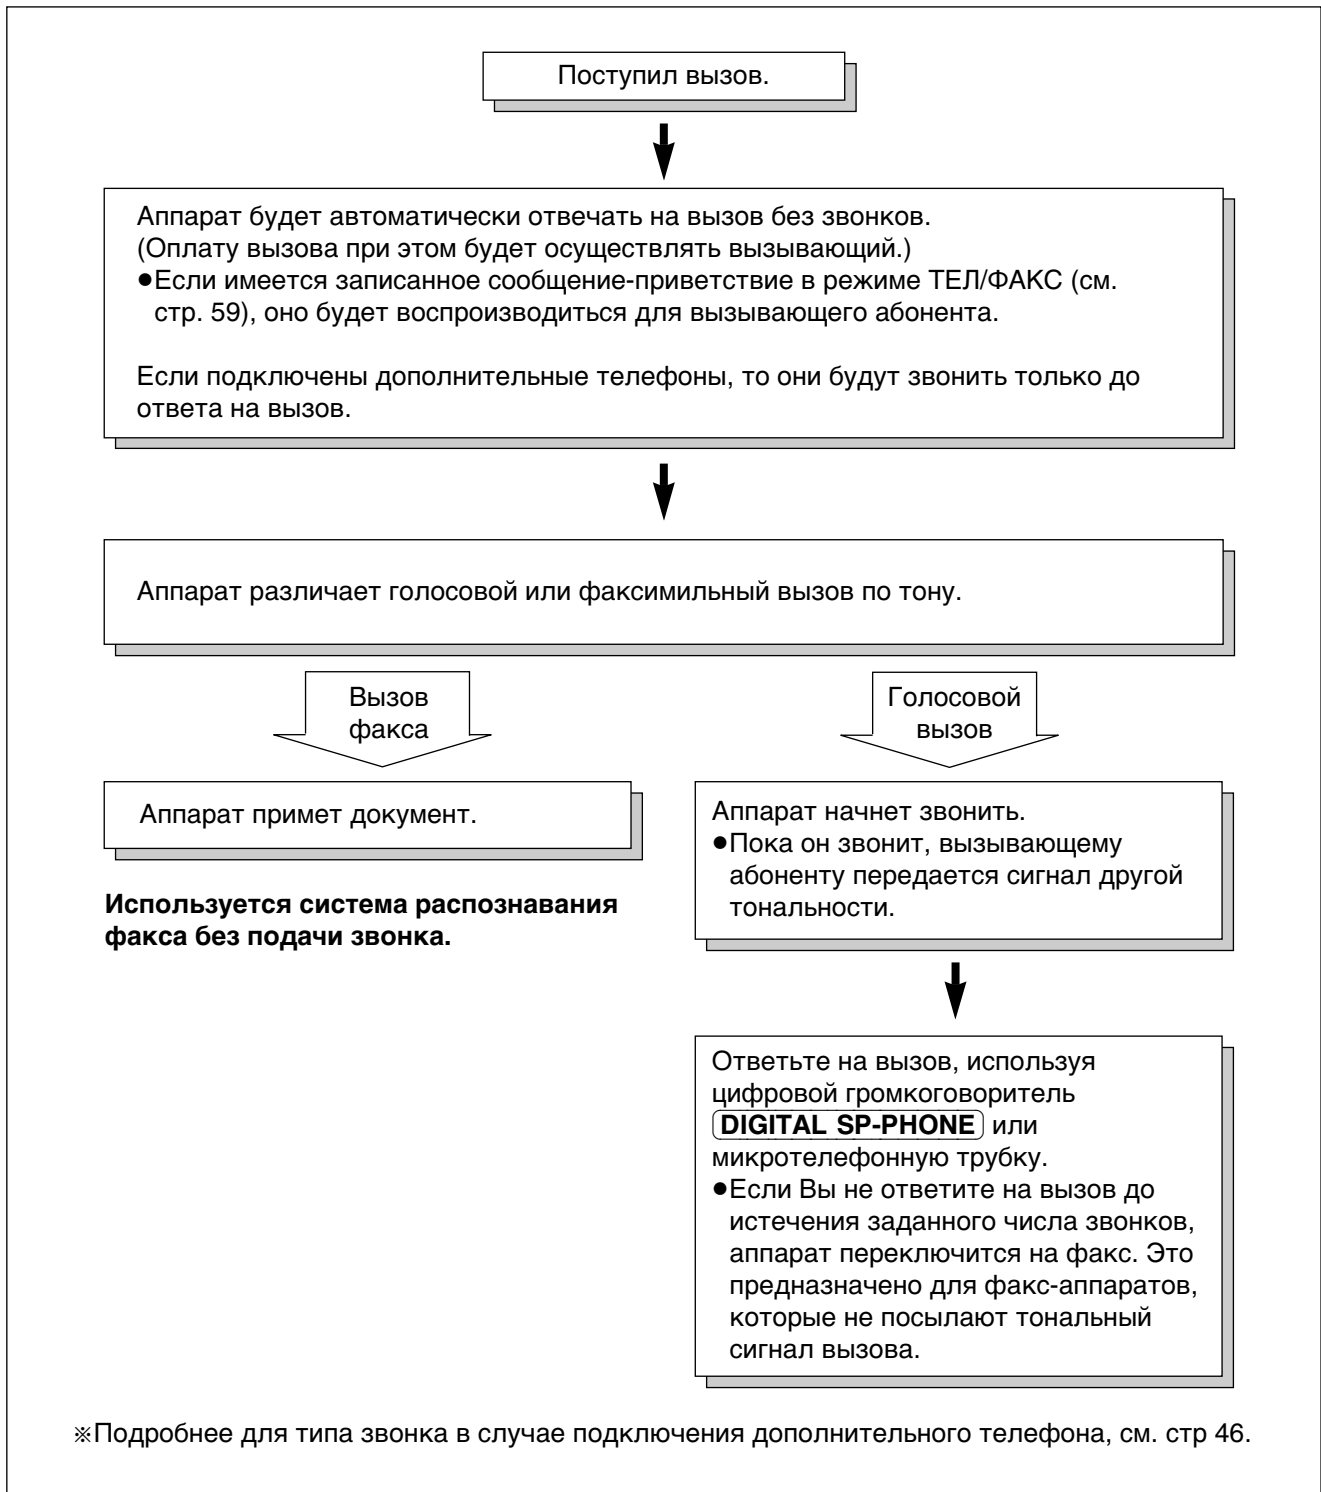 Поступил вызов.
Аппарат будет автоматически отвечать на вызов без звонков.
(Оплату вызова при этом будет осуществлять вызывающий.)
●Если имеется записанное сообщение-приветствие в режиме ТЕЛ/ФАКС (см.
стр. 59), оно будет воспроизводиться для вызывающего абонента.
Если подключены дополнительные телефоны, то они будут звонить только до
ответа на вызов.
Аппарат различает голосовой или факсимильный вызов по тону.
Вызов
факса
Аппарат примет документ.
Используется система распознавания
факса без подачи звонка.
Голосовой
вызов
Аппарат начнет звонить.
●Пока он звонит, вызывающему
абоненту передается сигнал другой
тональности.
Ответьте на вызов, используя
цифровой громкоговоритель
DIGITAL SP-PHONE или
микротелефонную трубку.
●Если Вы не ответите на вызов до
истечения заданного числа звонков,
аппарат переключится на факс. Это
предназначено для факс-аппаратов,
которые не посылают тональный
сигнал вызова.
※Подробнее для типа звонка в случае подключения дополнительного телефона, см. стр 46.